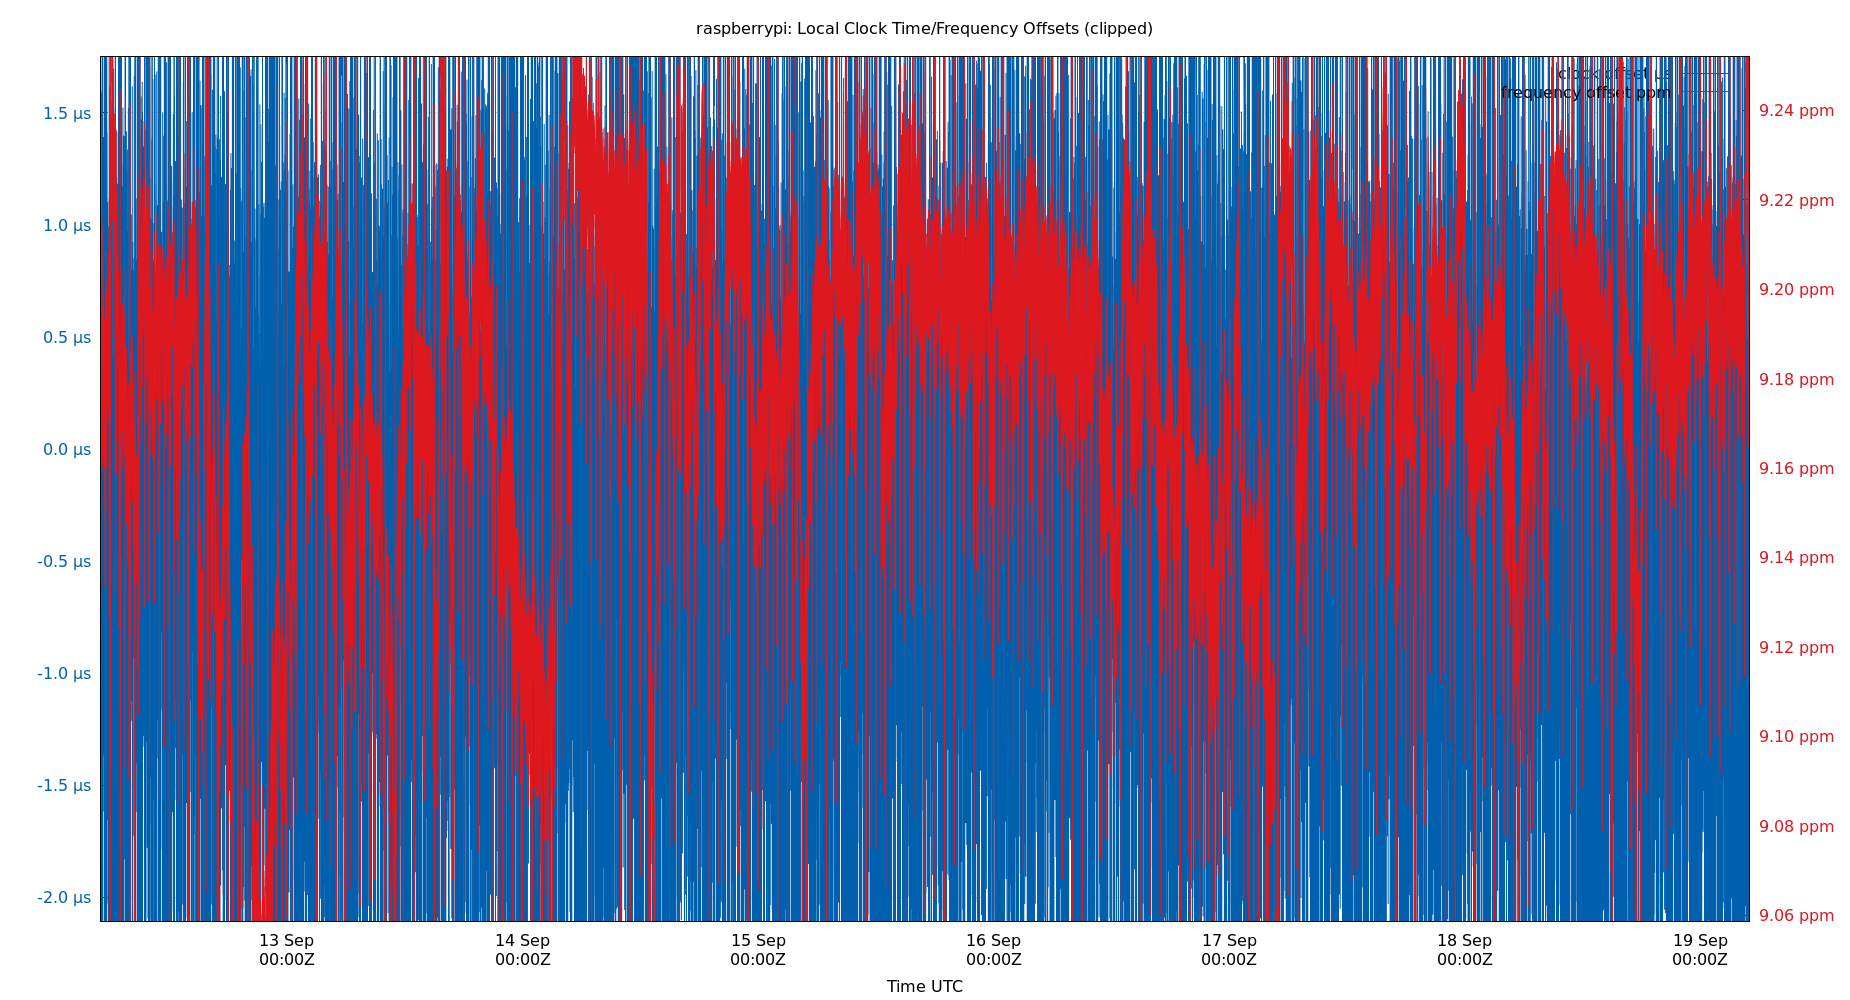 raspberrypi: Local Clock Time/Frequency Offsets (clipped)
clock offset µs
frequency offset ppm
1.5 µs
1.0 µs
0.5 µs
0.0 µs
-0.5 µs
-1.0 µs
-1.5 µs
-2.0 µs
9.24 ppm
9.22 ppm
9.20 ppm
9.18 ppm
9.16 ppm
9.14 ppm
9.12 ppm
9.10 ppm
9.08 ppm
9.06 ppm
13 Sep
00:00Z
14 Sep
00:00Z
15 Sep
00:00Z
16 Sep
00:00Z
17 Sep
00:00Z
18 Sep
00:00Z
19 Sep
00:00Z
Time UTC